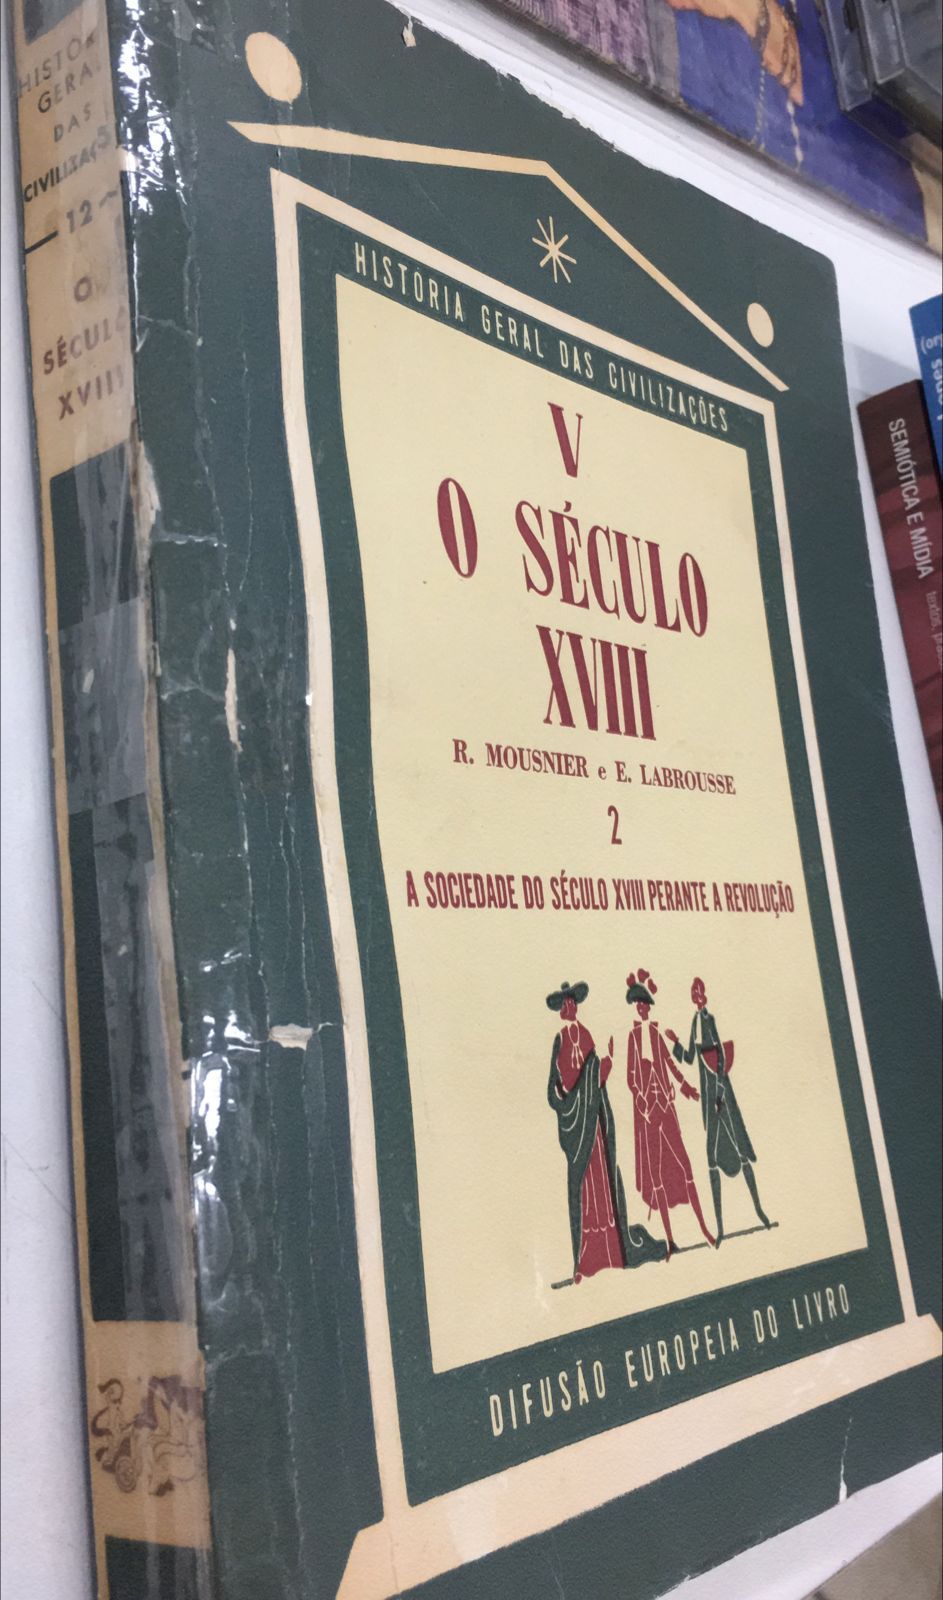 HISTÓRIA GERAL DAS CIVILIZAÇÕES
V
O SÉCULO
XVIII
R. MOUSNIER e E. LABROUSSE
2
A SOCIEDADE DO SÉCULO XVIII PERANTE A REVOLUÇÃO
DIFUSÃO EUROPEIA DO LIVRO
GERAL
DAS
12
O
SÉCULO
XVIII
SEMIÓTICA E MÍDIA
textos,